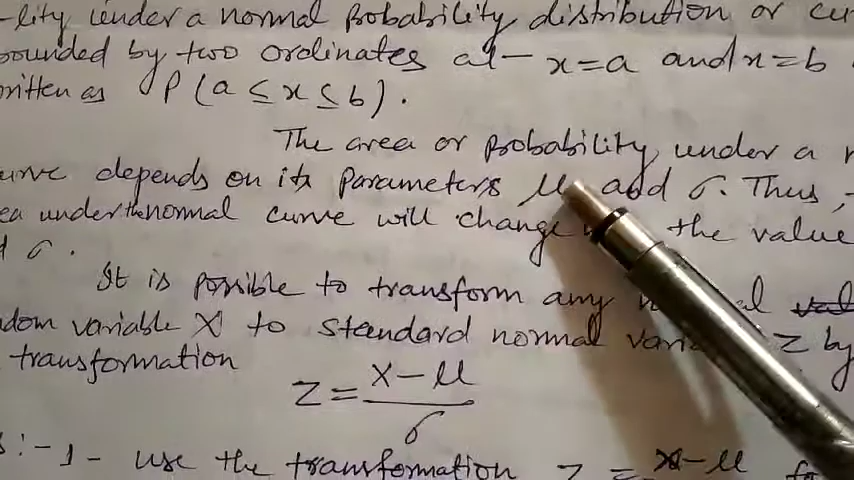 -lity under a normal probability distribution or cur
bounded by two ordinates at x=a and x=b
written as P(a ≤ x ≤ b).
The area or probability under a n
curve depends on its parameters μ and σ. Thus,
area under the normal curve will change the value
d σ.
It is possible to transform any
random variable X to standard normal Z by
transformation
Z = X-μ / σ
s:-1- use the transformation Z = x-μ